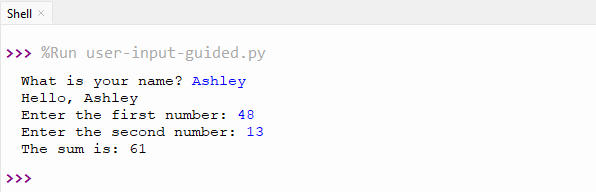 Shell ×
>>> %Run user-input-guided.py
What is your name? Ashley
Hello, Ashley
Enter the first number: 48
Enter the second number: 13
The sum is: 61
>>>